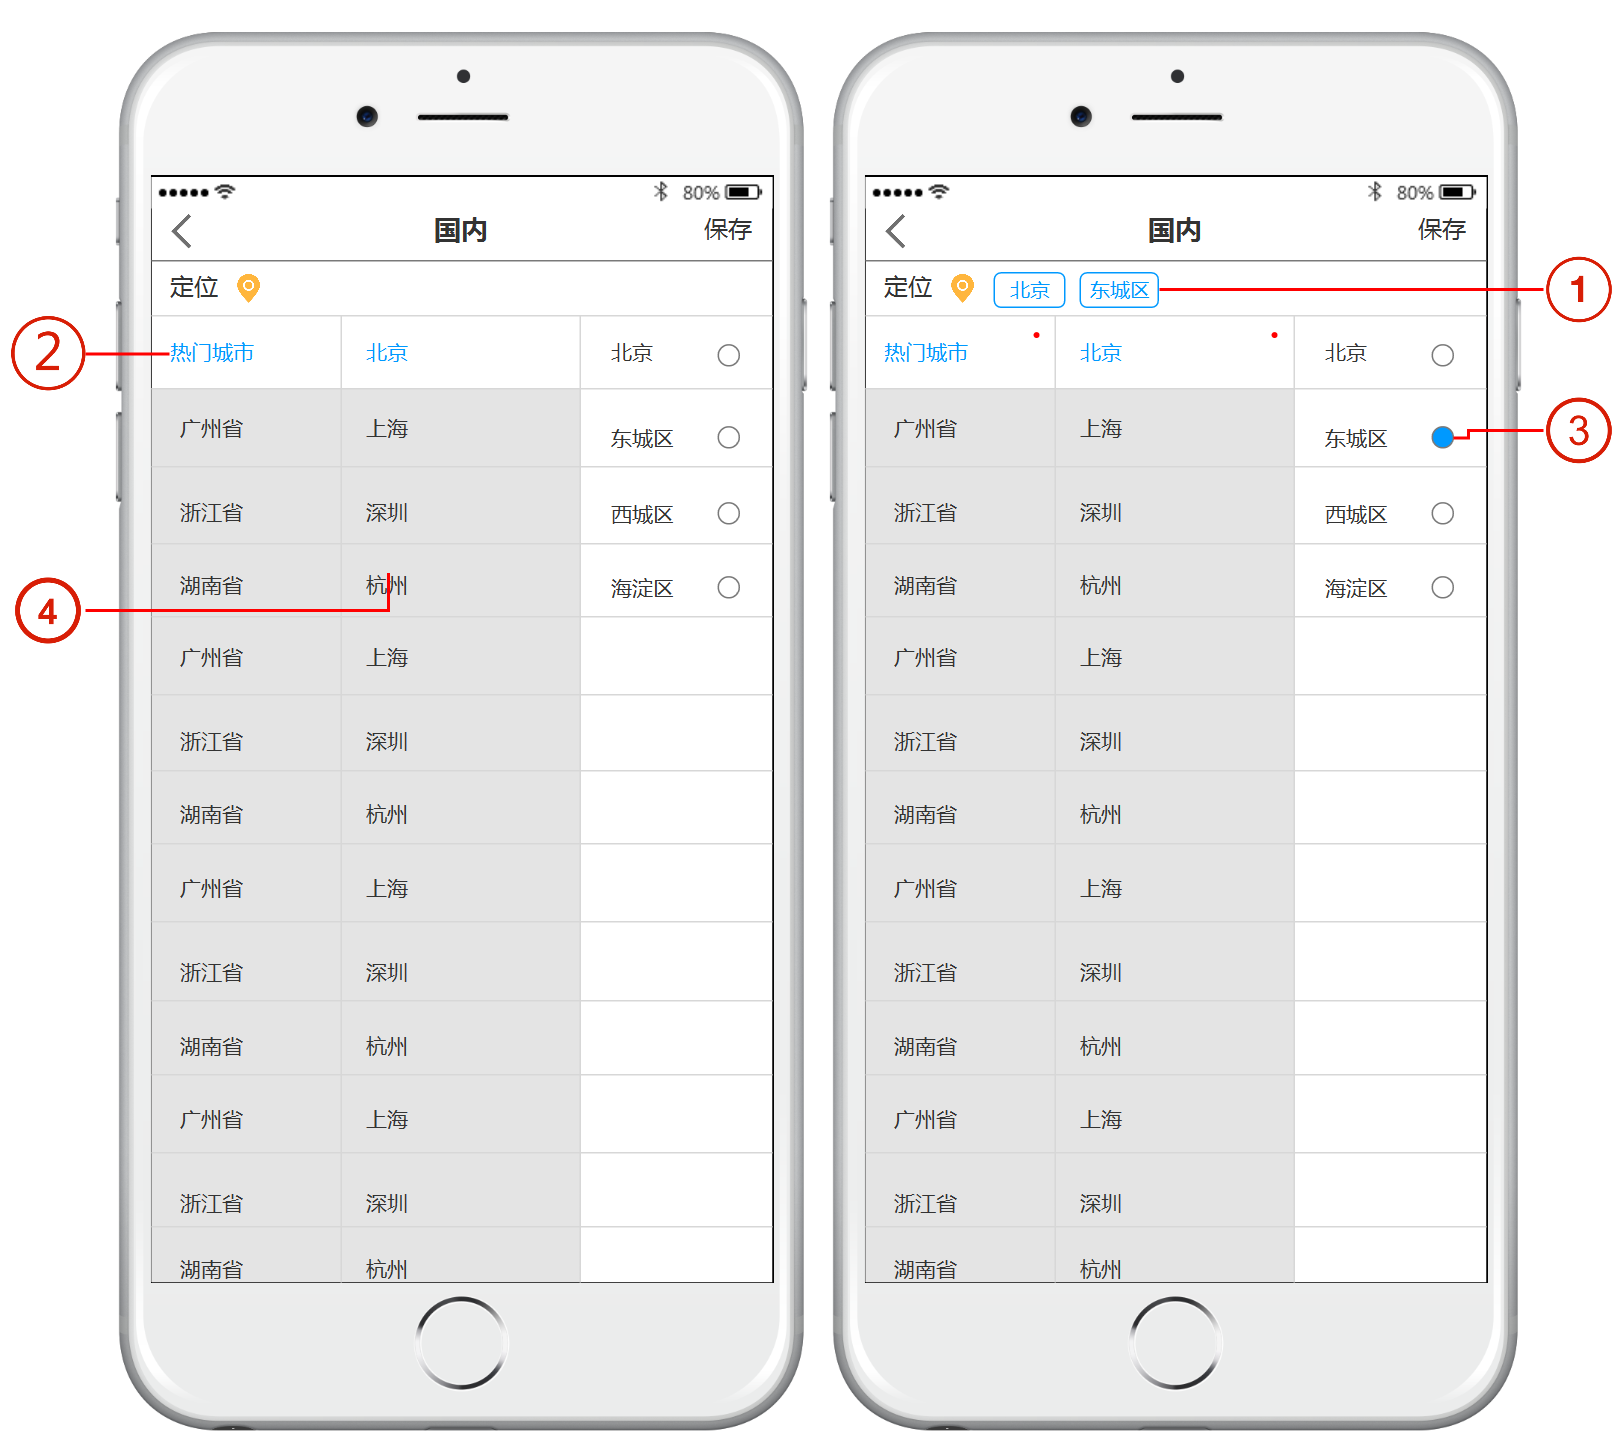 80%
国内 保存
定位
热门城市 北京 北京
广州省 上海 东城区
浙江省 深圳 西城区
湖南省 杭州 海淀区
广州省 上海
浙江省 深圳
湖南省 杭州
广州省 上海
浙江省 深圳
湖南省 杭州
广州省 上海
浙江省 深圳
湖南省 杭州
2
4
80%
国内 保存
定位 北京 东城区
热门城市 北京 北京
广州省 上海 东城区
浙江省 深圳 西城区
湖南省 杭州 海淀区
广州省 上海
浙江省 深圳
湖南省 杭州
广州省 上海
浙江省 深圳
湖南省 杭州
广州省 上海
浙江省 深圳
湖南省 杭州
1
3